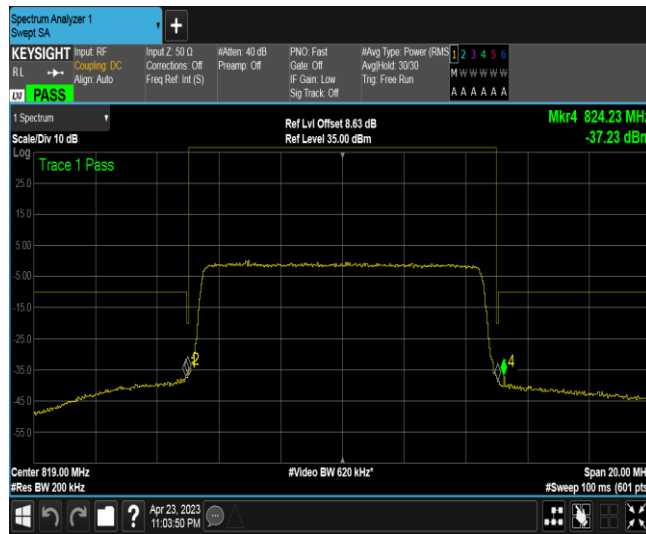 Spectrum Analyzer 1
Swept SA
+
KEYSIGHT
RL
LXI PASS
Input: RF
Coupling: DC
Align: Auto
Input Z: 50 Ω
Corrections: Off
Freq Ref: Int (S)
#Atten: 40 dB
Preamp: Off
PNO: Fast
Gate: Off
IF Gain: Low
Sig Track: Off
#Avg Type: Power (RMS
Avg|Hold: 30/30
Trig: Free Run
1 2 3 4 5 6
M W W W W W
A A A A A A
1 Spectrum
Scale/Div 10 dB
Ref Lvl Offset 8.63 dB
Ref Level 35.00 dBm
Mkr4 824.23 MHz
-37.23 dBm
Log
Trace 1 Pass
25.0
15.0
5.00
-5.00
-15.0
-25.0
-35.0
-45.0
-55.0
2
4
Center 819.00 MHz
#Res BW 200 kHz
#Video BW 620 kHz*
Span 20.00 MH
#Sweep 100 ms (601 pts
?
Apr 23, 2023
11:03:50 PM